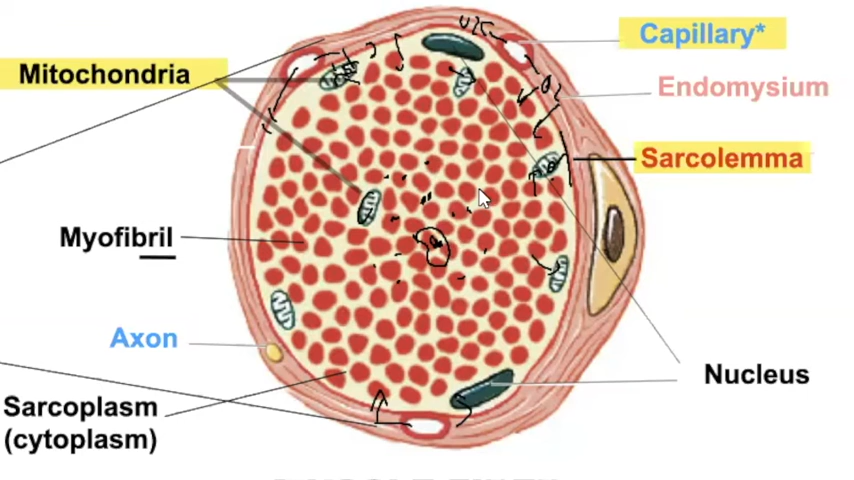 Capillary*
Mitochondria
Endomysium
Sarcolemma
Myofibril
Axon
Nucleus
Sarcoplasm
(cytoplasm)